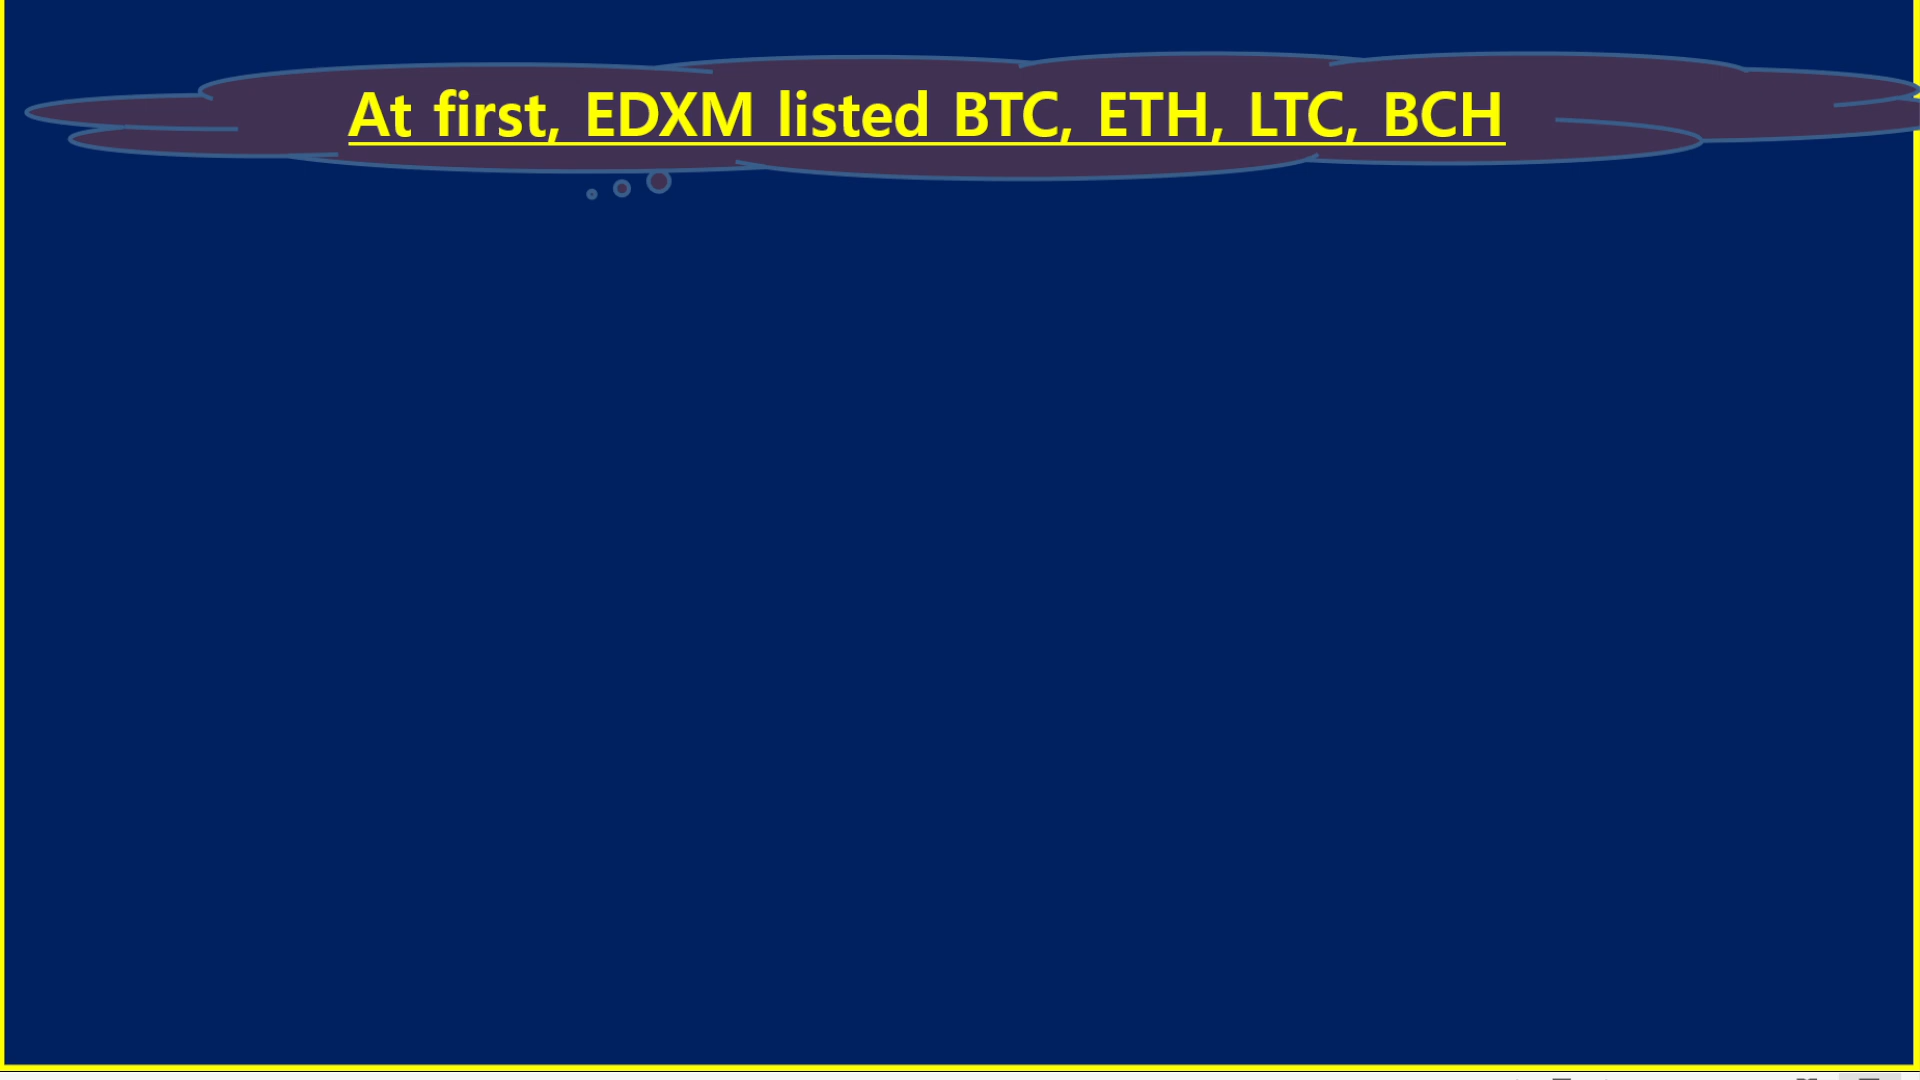 At first, EDXM listed BTC, ETH, LTC, BCH